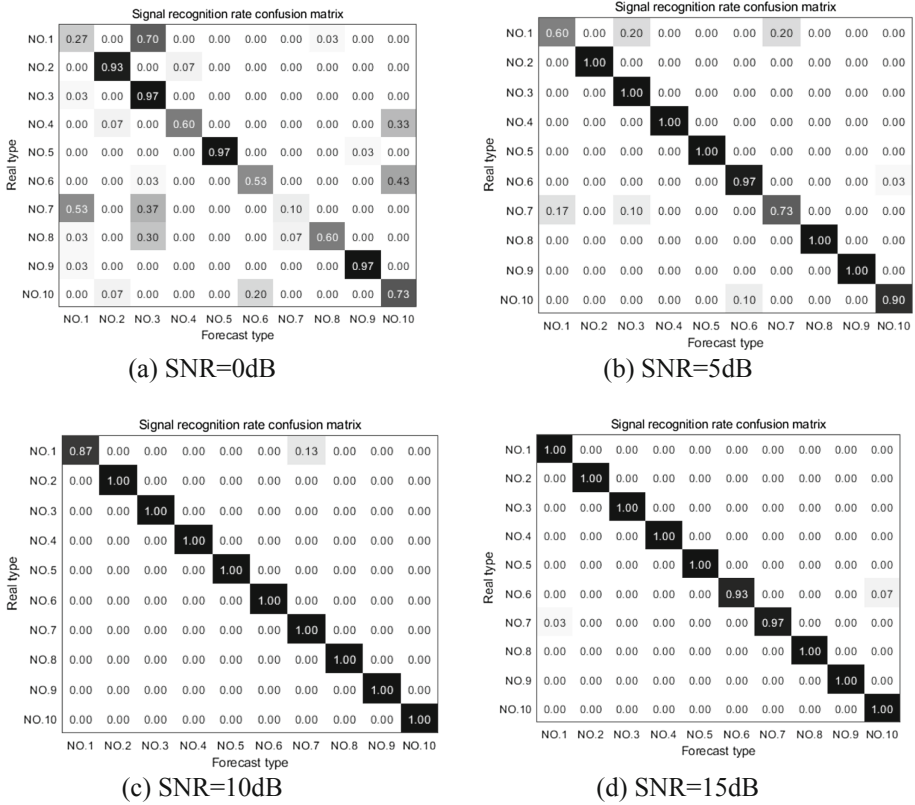 Signal recognition rate confusion matrix
NO.1 0.27 0.00 0.70 0.00 0.00 0.00 0.00 0.03 0.00 0.00
NO.2 0.00 0.93 0.00 0.07 0.00 0.00 0.00 0.00 0.00 0.00
NO.3 0.03 0.00 0.97 0.00 0.00 0.00 0.00 0.00 0.00 0.00
NO.4 0.00 0.07 0.00 0.60 0.00 0.00 0.00 0.00 0.00 0.33
NO.5 0.00 0.00 0.00 0.00 0.97 0.00 0.00 0.00 0.03 0.00
NO.6 0.00 0.00 0.03 0.00 0.00 0.53 0.00 0.00 0.00 0.43
NO.7 0.53 0.00 0.37 0.00 0.00 0.00 0.10 0.00 0.00 0.00
NO.8 0.03 0.00 0.30 0.00 0.00 0.00 0.07 0.60 0.00 0.00
NO.9 0.03 0.00 0.00 0.00 0.00 0.00 0.00 0.00 0.97 0.00
NO.10 0.00 0.07 0.00 0.00 0.00 0.20 0.00 0.00 0.00 0.73
NO.1 NO.2 NO.3 NO.4 NO.5 NO.6 NO.7 NO.8 NO.9 NO.10
Real type
Forecast type
(a) SNR=0dB
Signal recognition rate confusion matrix
NO.1 0.60 0.00 0.20 0.00 0.00 0.00 0.20 0.00 0.00 0.00
NO.2 0.00 1.00 0.00 0.00 0.00 0.00 0.00 0.00 0.00 0.00
NO.3 0.00 0.00 1.00 0.00 0.00 0.00 0.00 0.00 0.00 0.00
NO.4 0.00 0.00 0.00 1.00 0.00 0.00 0.00 0.00 0.00 0.00
NO.5 0.00 0.00 0.00 0.00 1.00 0.00 0.00 0.00 0.00 0.00
NO.6 0.00 0.00 0.00 0.00 0.00 0.97 0.00 0.00 0.00 0.03
NO.7 0.17 0.00 0.10 0.00 0.00 0.00 0.73 0.00 0.00 0.00
NO.8 0.00 0.00 0.00 0.00 0.00 0.00 0.00 1.00 0.00 0.00
NO.9 0.00 0.00 0.00 0.00 0.00 0.00 0.00 0.00 1.00 0.00
NO.10 0.00 0.00 0.00 0.00 0.00 0.10 0.00 0.00 0.00 0.90
NO.1 NO.2 NO.3 NO.4 NO.5 NO.6 NO.7 NO.8 NO.9 NO.10
Real type
Forecast type
(b) SNR=5dB
Signal recognition rate confusion matrix
NO.1 0.87 0.00 0.00 0.00 0.00 0.00 0.13 0.00 0.00 0.00
NO.2 0.00 1.00 0.00 0.00 0.00 0.00 0.00 0.00 0.00 0.00
NO.3 0.00 0.00 1.00 0.00 0.00 0.00 0.00 0.00 0.00 0.00
NO.4 0.00 0.00 0.00 1.00 0.00 0.00 0.00 0.00 0.00 0.00
NO.5 0.00 0.00 0.00 0.00 1.00 0.00 0.00 0.00 0.00 0.00
NO.6 0.00 0.00 0.00 0.00 0.00 1.00 0.00 0.00 0.00 0.00
NO.7 0.00 0.00 0.00 0.00 0.00 0.00 1.00 0.00 0.00 0.00
NO.8 0.00 0.00 0.00 0.00 0.00 0.00 0.00 1.00 0.00 0.00
NO.9 0.00 0.00 0.00 0.00 0.00 0.00 0.00 0.00 1.00 0.00
NO.10 0.00 0.00 0.00 0.00 0.00 0.00 0.00 0.00 0.00 1.00
NO.1 NO.2 NO.3 NO.4 NO.5 NO.6 NO.7 NO.8 NO.9 NO.10
Real type
Forecast type
(c) SNR=10dB
Signal recognition rate confusion matrix
NO.1 1.00 0.00 0.00 0.00 0.00 0.00 0.00 0.00 0.00 0.00
NO.2 0.00 1.00 0.00 0.00 0.00 0.00 0.00 0.00 0.00 0.00
NO.3 0.00 0.00 1.00 0.00 0.00 0.00 0.00 0.00 0.00 0.00
NO.4 0.00 0.00 0.00 1.00 0.00 0.00 0.00 0.00 0.00 0.00
NO.5 0.00 0.00 0.00 0.00 1.00 0.00 0.00 0.00 0.00 0.00
NO.6 0.00 0.00 0.00 0.00 0.00 0.93 0.00 0.00 0.00 0.07
NO.7 0.03 0.00 0.00 0.00 0.00 0.00 0.97 0.00 0.00 0.00
NO.8 0.00 0.00 0.00 0.00 0.00 0.00 0.00 1.00 0.00 0.00
NO.9 0.00 0.00 0.00 0.00 0.00 0.00 0.00 0.00 1.00 0.00
NO.10 0.00 0.00 0.00 0.00 0.00 0.00 0.00 0.00 0.00 1.00
NO.1 NO.2 NO.3 NO.4 NO.5 NO.6 NO.7 NO.8 NO.9 NO.10
Real type
Forecast type
(d) SNR=15dB